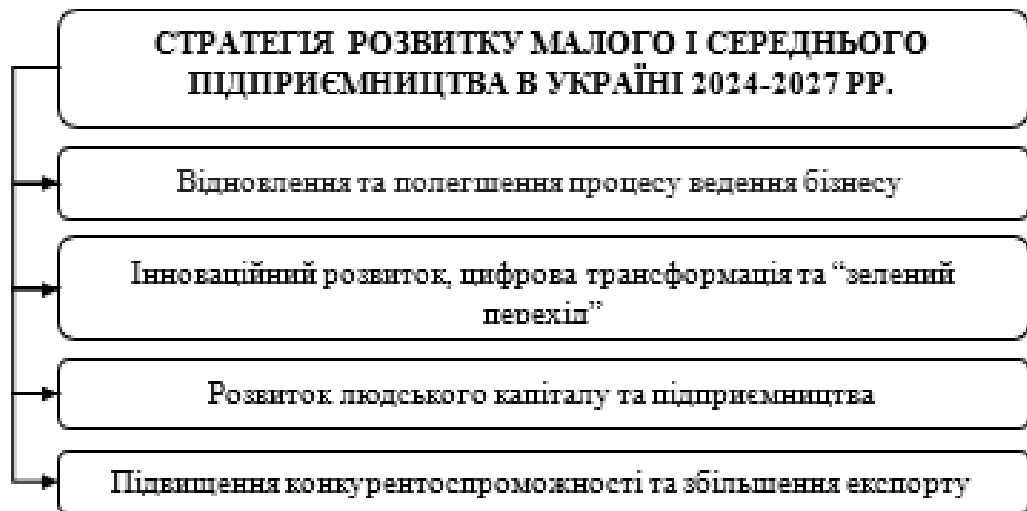 СТРАТЕГІЯ РОЗВИТКУ МАЛОГО І СЕРЕДНЬОГО
ПІДПРИЄМНИЦТВА В УКРАЇНІ 2024-2027 РР.
Відновлення та полегшення процесу ведення бізнесу
Інноваційний розвиток, цифрова трансформація та “зелений
перехід”
Розвиток людського капіталу та підприємництва
Підвищення конкурентоспроможності та збільшення експорту